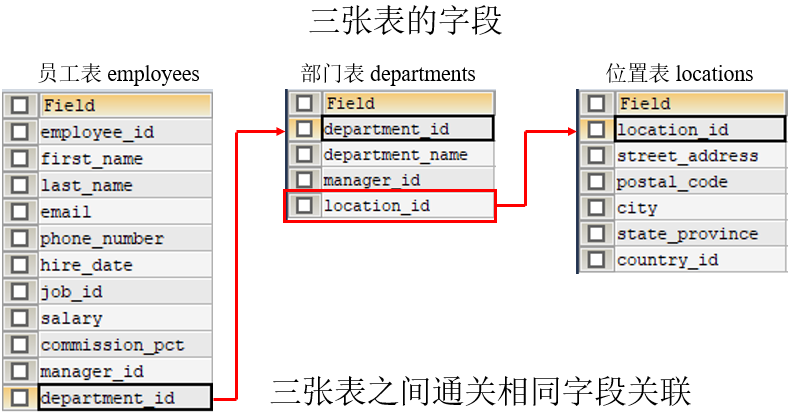 三张表的字段
员工表 employees
Field
employee_id
first_name
last_name
email
phone_number
hire_date
job_id
salary
commission_pct
manager_id
department_id
部门表 departments
Field
department_id
department_name
manager_id
location_id
位置表 locations
Field
location_id
street_address
postal_code
city
state_province
country_id
三张表之间通关相同字段关联